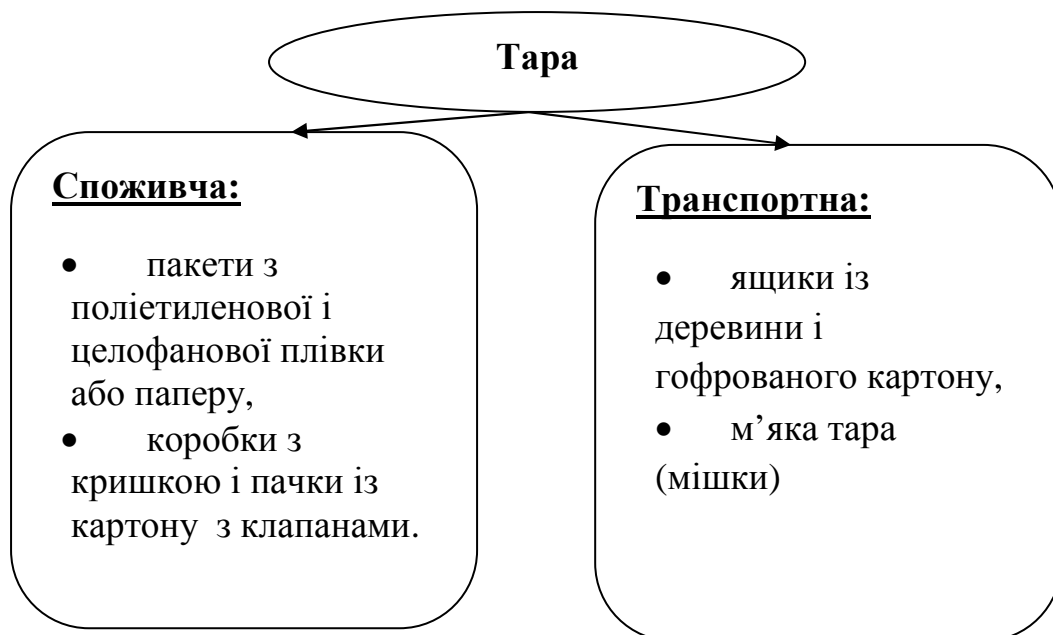 Тара
Споживча:
• пакети з
поліетиленової і
целофанової плівки
або паперу,
• коробки з
кришкою і пачки із
картону з клапанами.
Транспортна:
• ящики із
деревини і
гофрованого картону,
• м’яка тара
(мішки)